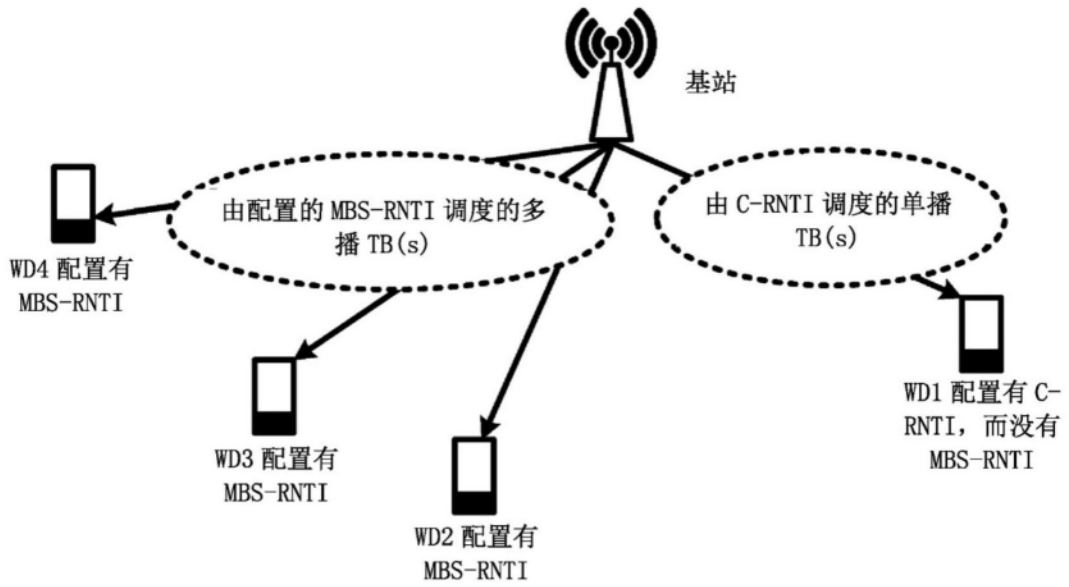 基站
由配置的 MBS-RNTI 调度的多
播 TB(s)
由 C-RNTI 调度的单播
TB(s)
WD4 配置有
MBS-RNTI
WD3 配置有
MBS-RNTI
WD2 配置有
MBS-RNTI
WD1 配置有 C-
RNTI，而没有
MBS-RNTI